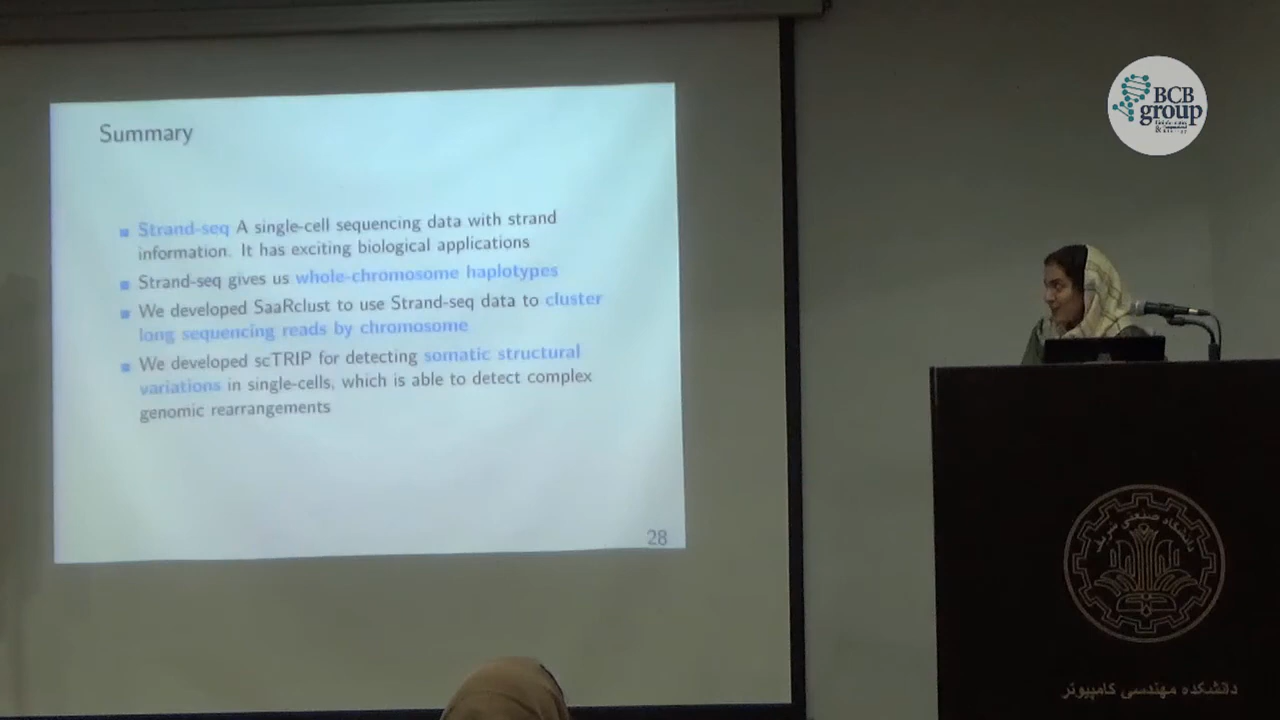 Summary
Strand-seq A single-cell sequencing data with strand
information. It has exciting biological applications
Strand-seq gives us whole-chromosome haplotypes
We developed SaaRclust to use Strand-seq data to cluster
long sequencing reads by chromosome
We developed scTRIP for detecting somatic structural
variations in single-cells, which is able to detect complex
genomic rearrangements
28
BCB
group
دانشگاه صنعتی شریف
دانشکده مهندسی کامپیوتر